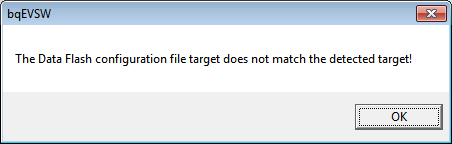 bqEVSW
The Data Flash configuration file target does not match the detected target!
OK